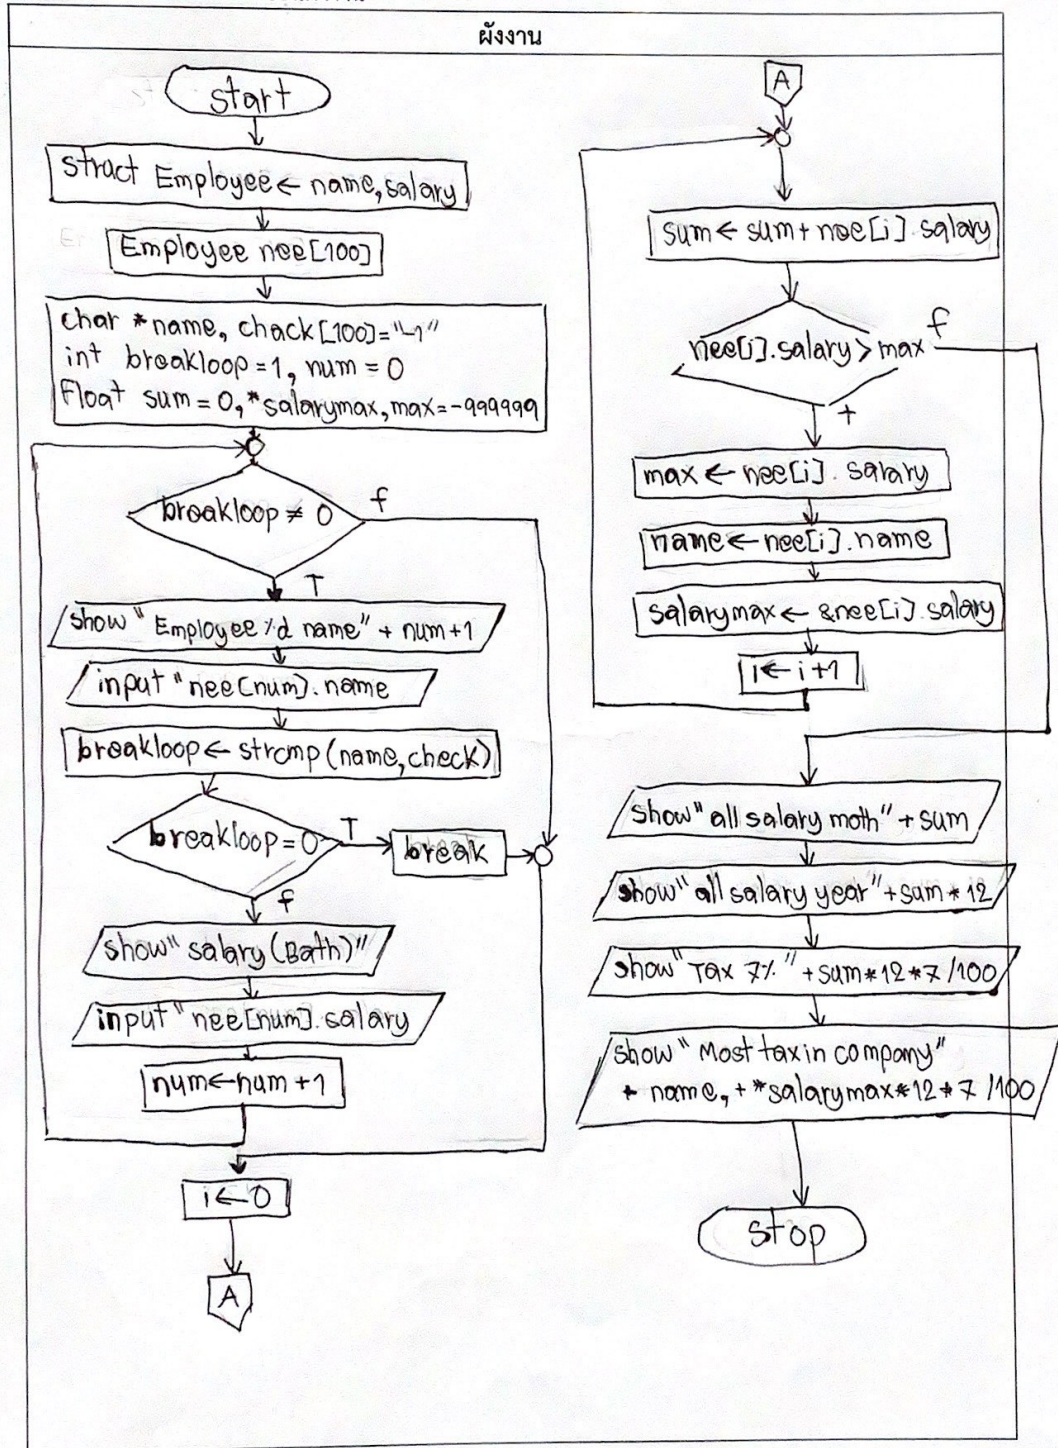 ผังงาน
start
struct Employee ← name, salary
Employee nee[100]
char *name, chack[100]="-1"
int breakloop=1, num = 0
float sum = 0, *salarymax, max=-999999
breakloop ≠ 0
f
T
show " Employee %d name" + num+1
input "nee[num].name
breakloop ← strcmp(name, check)
breakloop = 0
T
break
f
show" salary (Bath)"
input "nee[num].salary
num←num +1
i←0
A
A
sum ← sum + nee[i].salary
nee[i].salary > max
f
+
max ← nee[i]. salary
name ← nee[i].name
salarymax ← &nee[i].salary
i←i+1
show" all salary moth" + sum
show" all salary year"+sum * 12
show "Tax 7% " + sum*12*7 /100
show " Most tax in company"
+ name, + *salarymax*12*7 /100
stop